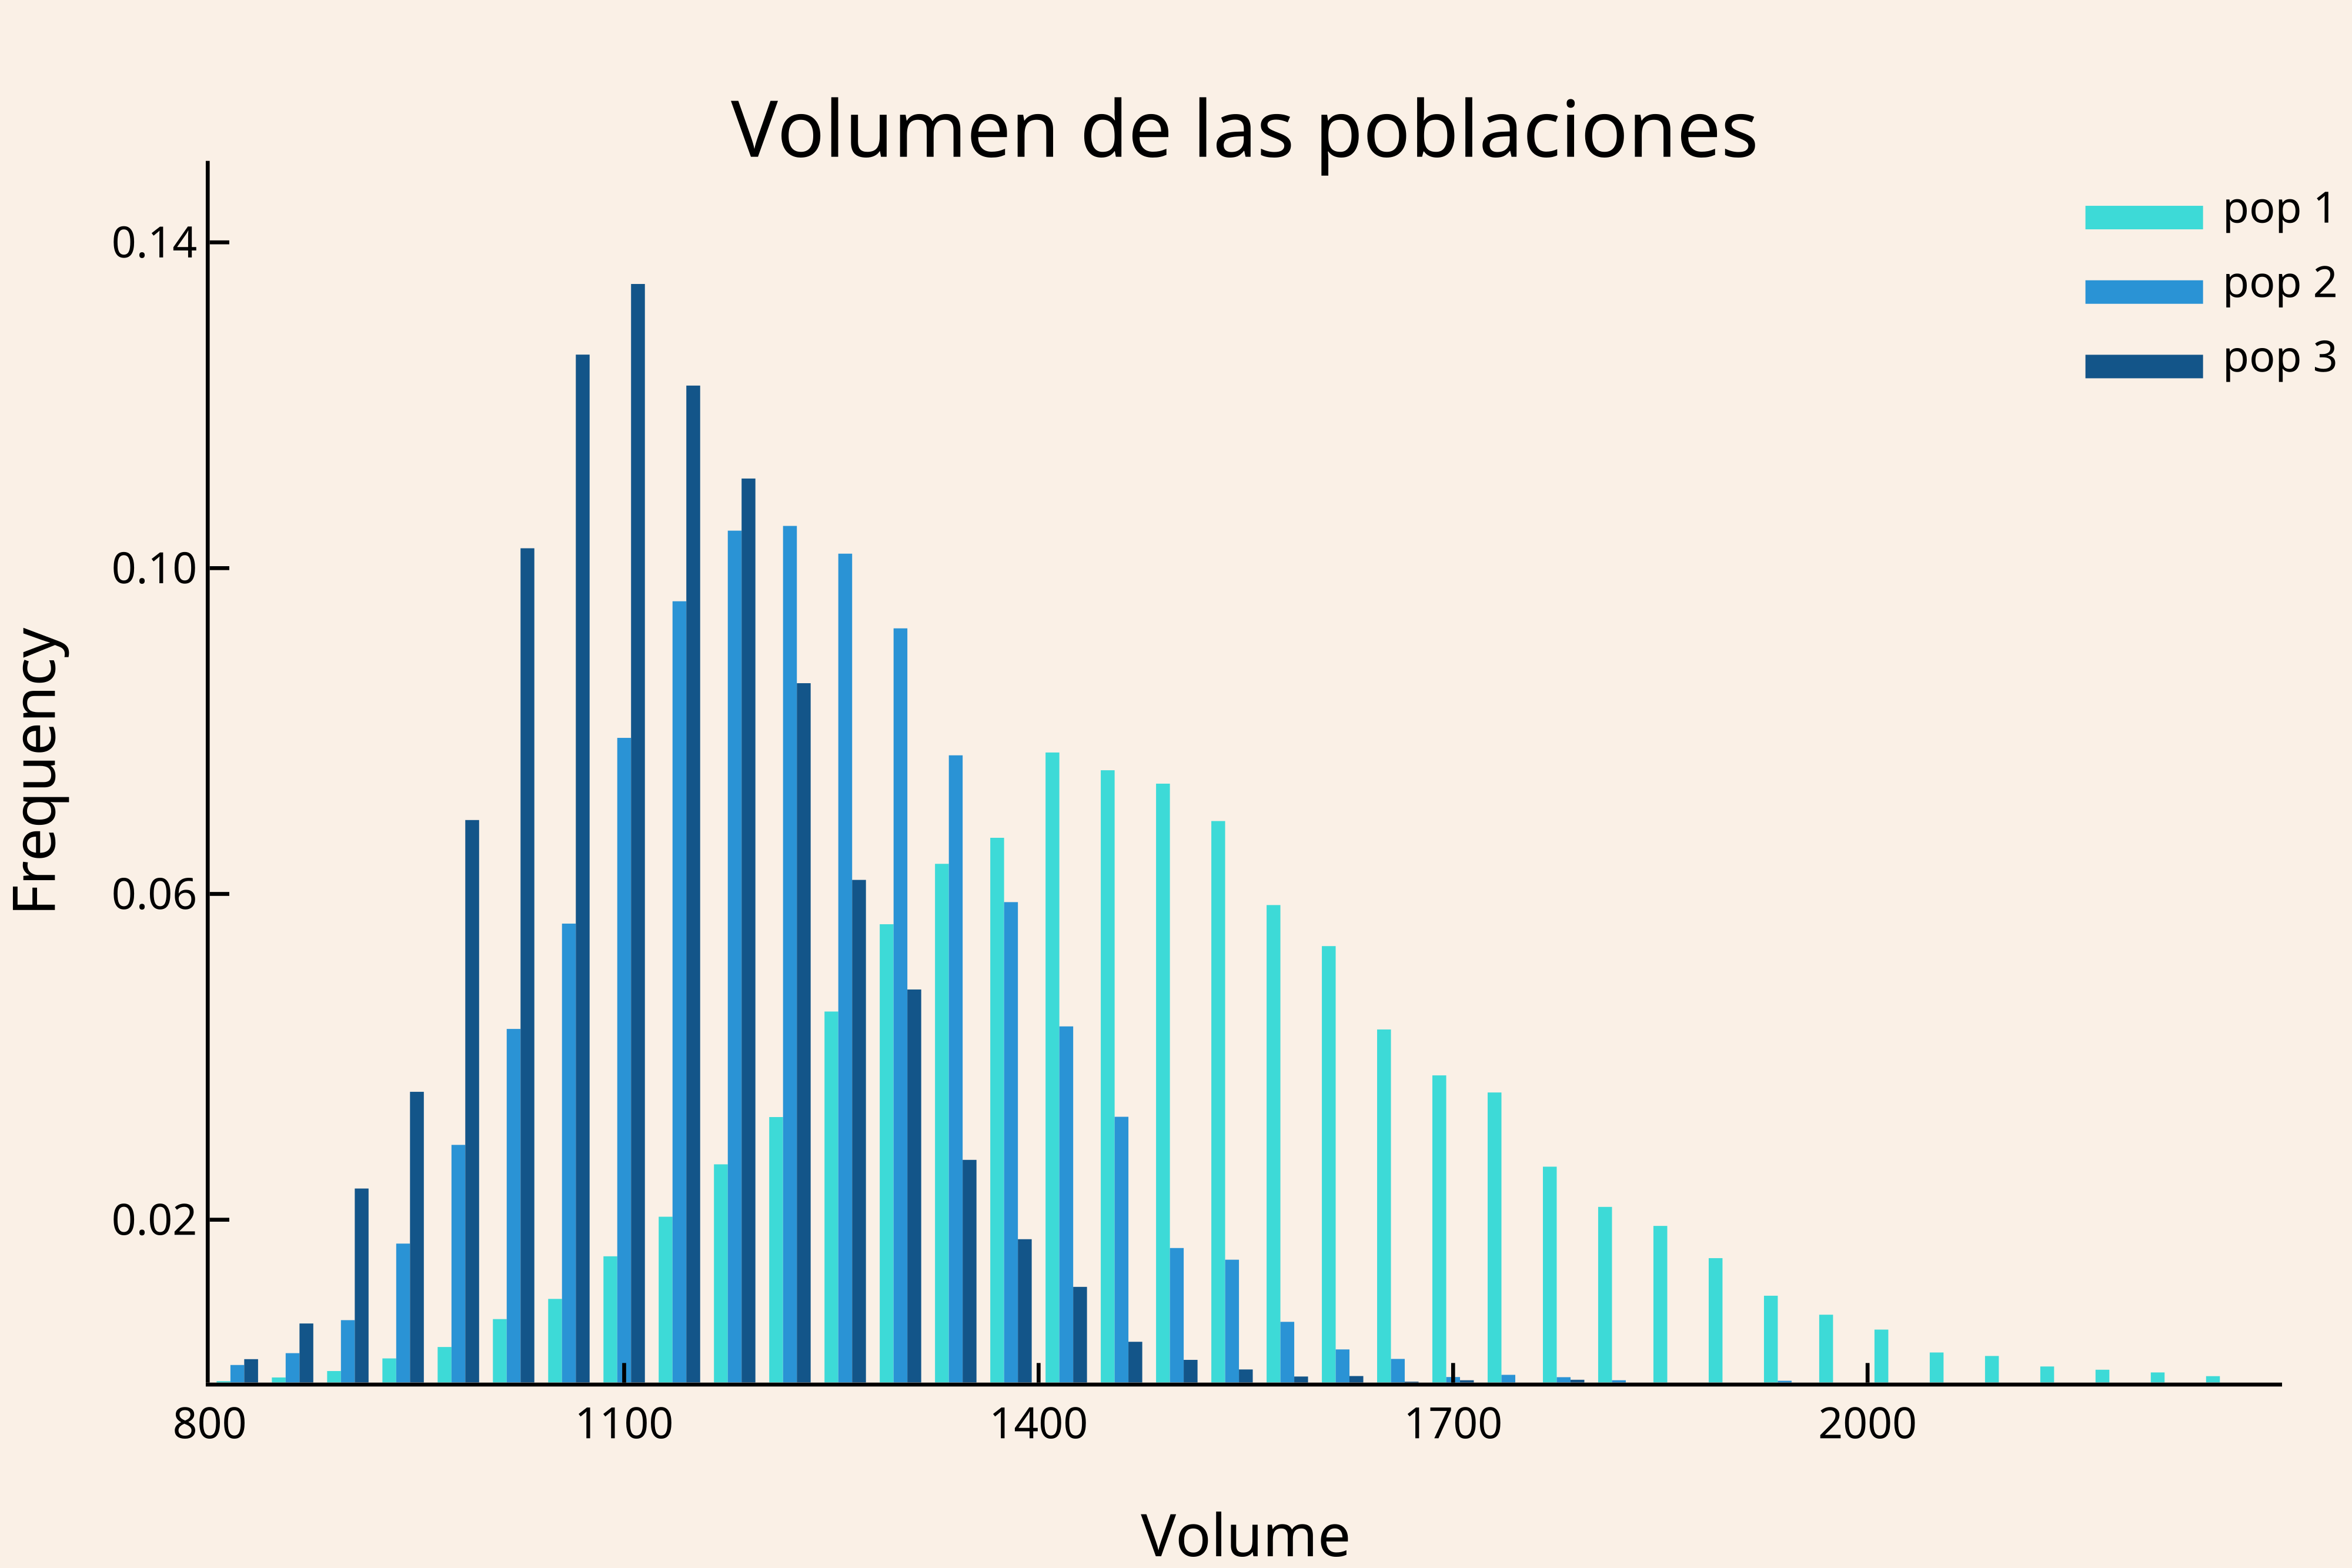 Volumen de las poblaciones
pop 1
pop 2
pop 3
0.14
0.10
0.06
0.02
Frequency
800 1100 1400 1700 2000
Volume